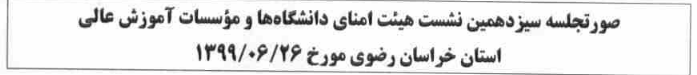 صورتجلسه سیزدهمین نشست هیئت امنای دانشگاه‌ها و مؤسسات آموزش عالی
استان خراسان رضوی مورخ ۱۳۹۹/۰۶/۲۶